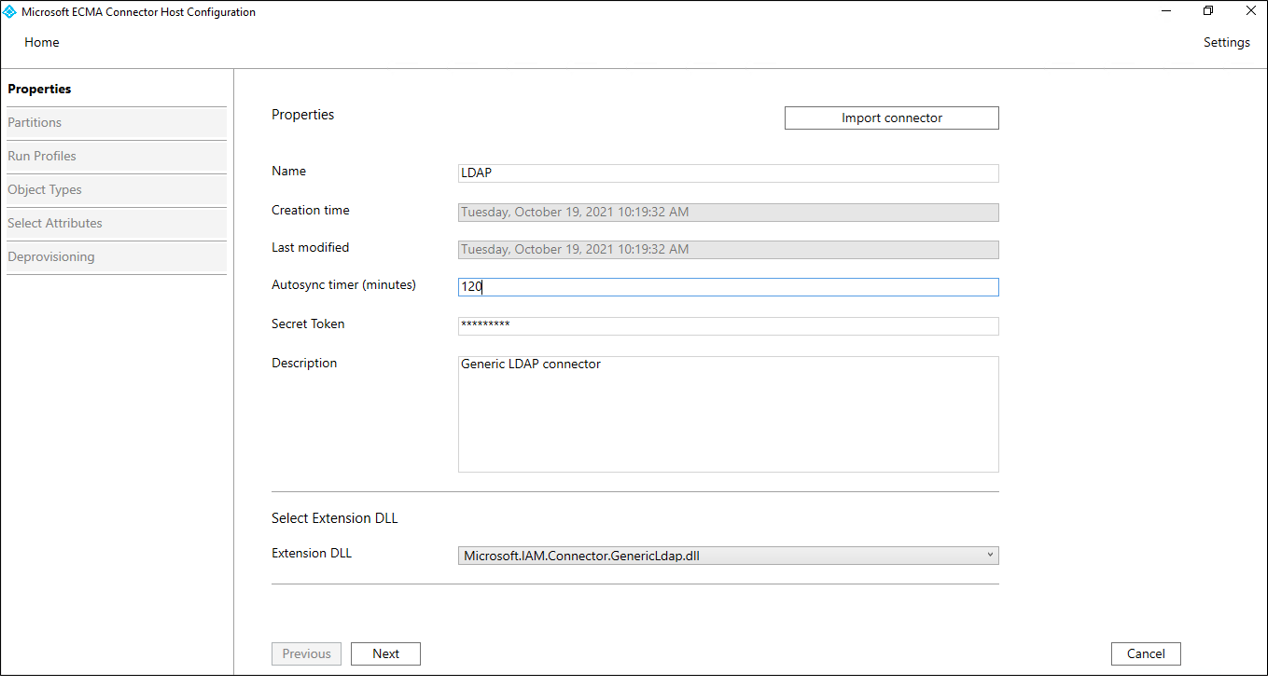 Microsoft ECMA Connector Host Configuration
Home
Settings
Properties
Partitions
Run Profiles
Object Types
Select Attributes
Deprovisioning
Properties
Import connector
Name
LDAP
Creation time
Tuesday, October 19, 2021 10:19:32 AM
Last modified
Tuesday, October 19, 2021 10:19:32 AM
Autosync timer (minutes)
120
Secret Token
*********
Description
Generic LDAP connector
Select Extension DLL
Extension DLL
Microsoft.IAM.Connector.GenericLdap.dll
Previous
Next
Cancel